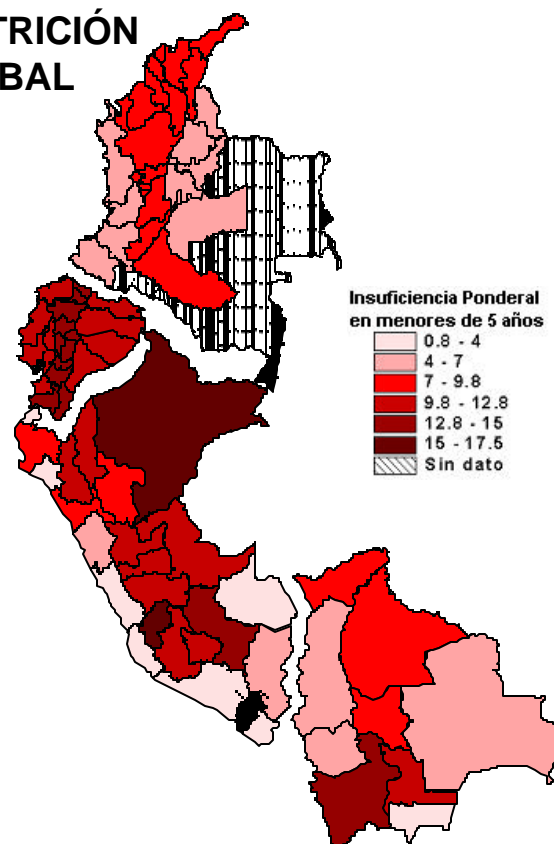 TRICIÓN
BAL
Insuficiencia Ponderal
en menores de 5 años
0.8 - 4
4 - 7
7 - 9.8
9.8 - 12.8
12.8 - 15
15 - 17.5
Sin dato